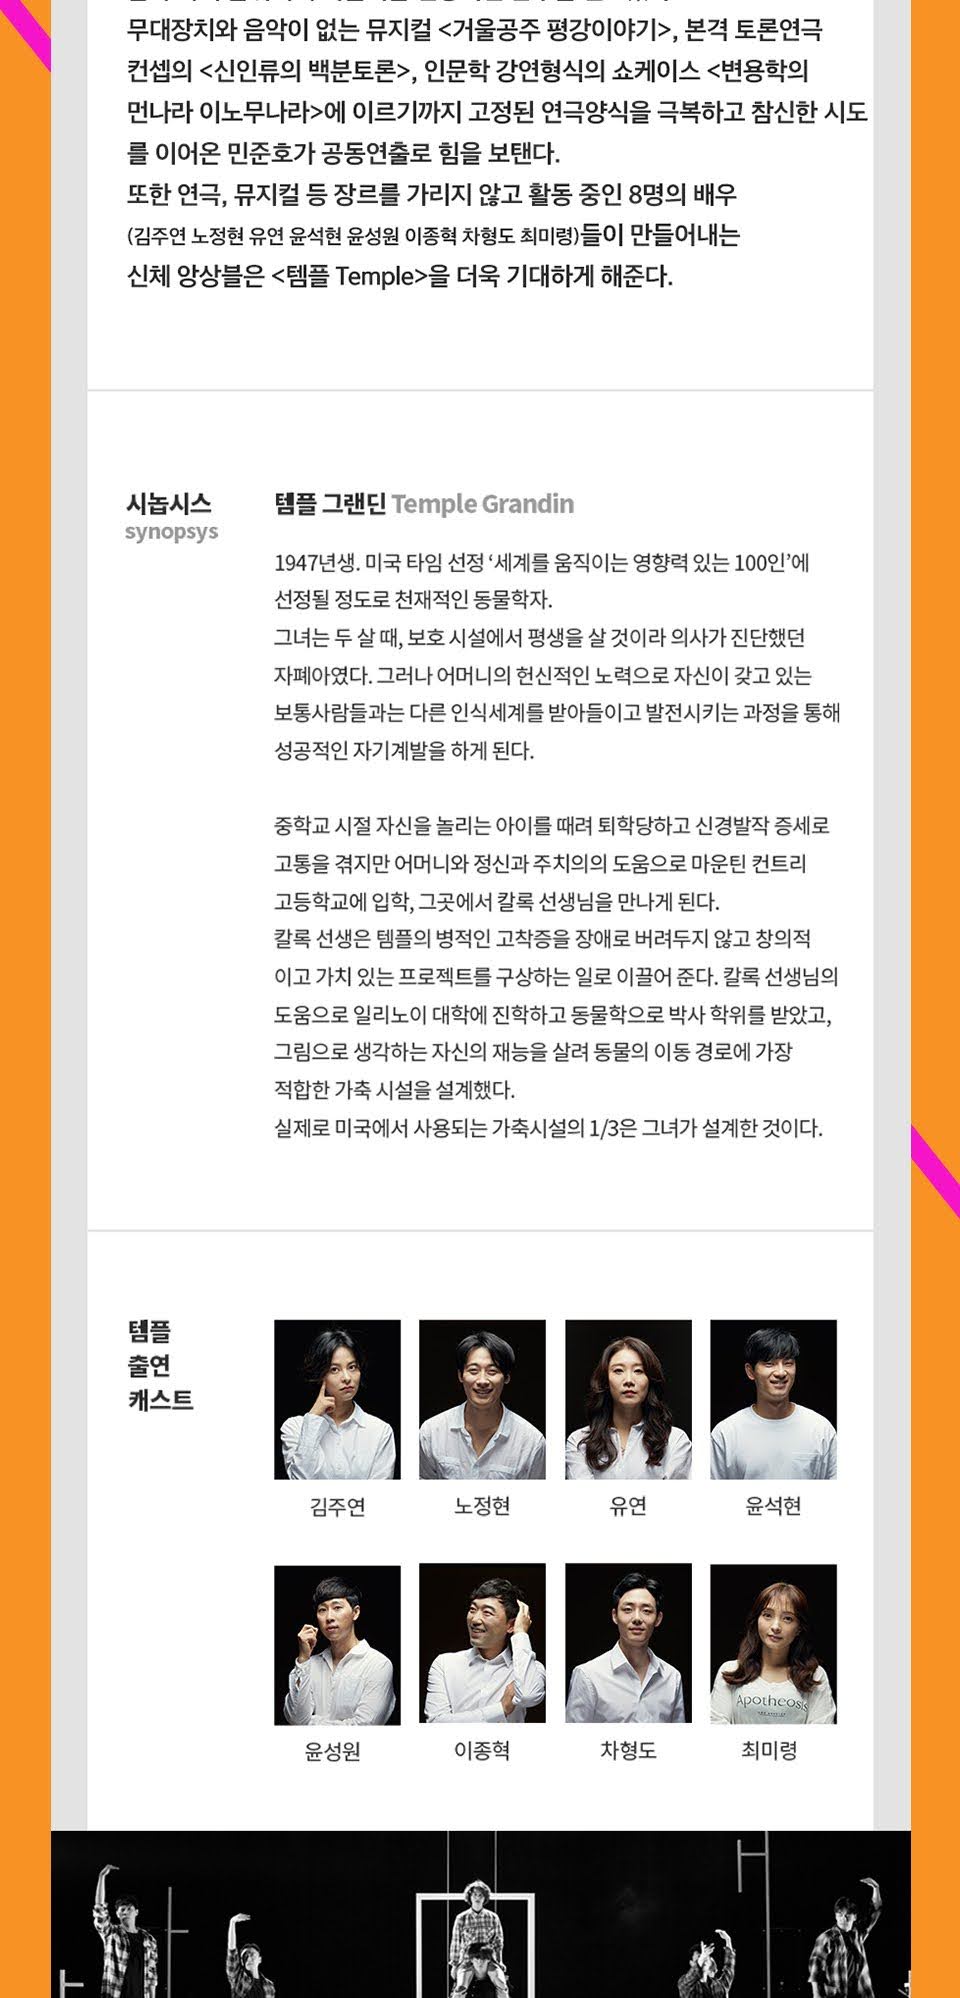 무대장치와 음악이 없는 뮤지컬 <거울공주 평강이야기>, 본격 토론연극
컨셉의 <신인류의 백분토론>, 인문학 강연형식의 쇼케이스 <변용학의
먼나라 이노무나라>에 이르기까지 고정된 연극양식을 극복하고 참신한 시도
를 이어온 민준호가 공동연출로 힘을 보탠다.
또한 연극, 뮤지컬 등 장르를 가리지 않고 활동 중인 8명의 배우
(김주연 노정현 유연 윤석현 윤성원 이종혁 차형도 최미령)들이 만들어내는
신체 앙상블은 <템플 Temple>을 더욱 기대하게 해준다.
시놉시스
synopsys
템플 그랜딘 Temple Grandin
1947년생. 미국 타임 선정 ‘세계를 움직이는 영향력 있는 100인’에
선정될 정도로 천재적인 동물학자.
그녀는 두 살 때, 보호 시설에서 평생을 살 것이라 의사가 진단했던
자폐아였다. 그러나 어머니의 헌신적인 노력으로 자신이 갖고 있는
보통사람들과는 다른 인식세계를 받아들이고 발전시키는 과정을 통해
성공적인 자기계발을 하게 된다.
중학교 시절 자신을 놀리는 아이를 때려 퇴학당하고 신경발작 증세로
고통을 겪지만 어머니와 정신과 주치의의 도움으로 마운틴 컨트리
고등학교에 입학, 그곳에서 칼록 선생님을 만나게 된다.
칼록 선생은 템플의 병적인 고착증을 장애로 버려두지 않고 창의적
이고 가치 있는 프로젝트를 구상하는 일로 이끌어 준다. 칼록 선생님의
도움으로 일리노이 대학에 진학하고 동물학으로 박사 학위를 받았고,
그림으로 생각하는 자신의 재능을 살려 동물의 이동 경로에 가장
적합한 가축 시설을 설계했다.
실제로 미국에서 사용되는 가축시설의 1/3은 그녀가 설계한 것이다.
템플
출연
캐스트
김주연 노정현 유연 윤석현
Apotheosis
윤성원 이종혁 차형도 최미령